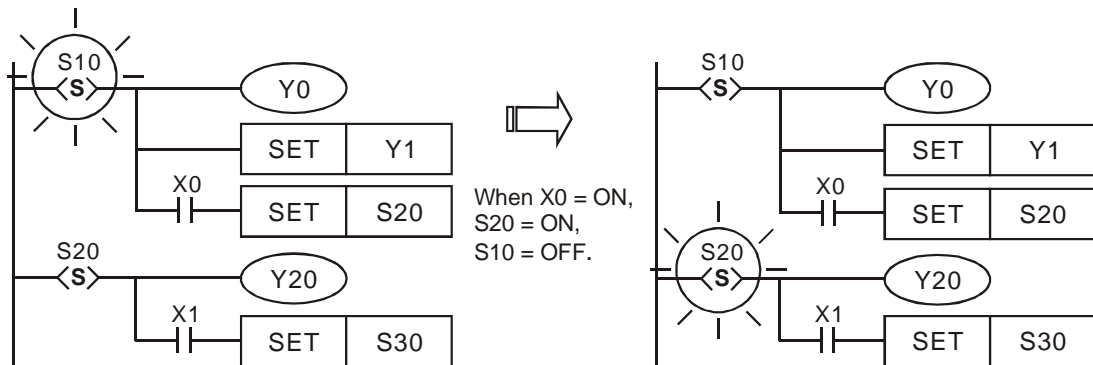 S10
S
Y0
SET Y1
X0
SET S20
S20
S
Y20
X1
SET S30
When X0 = ON,
S20 = ON,
S10 = OFF.
S10
S
Y0
SET Y1
X0
SET S20
S20
S
Y20
X1
SET S30